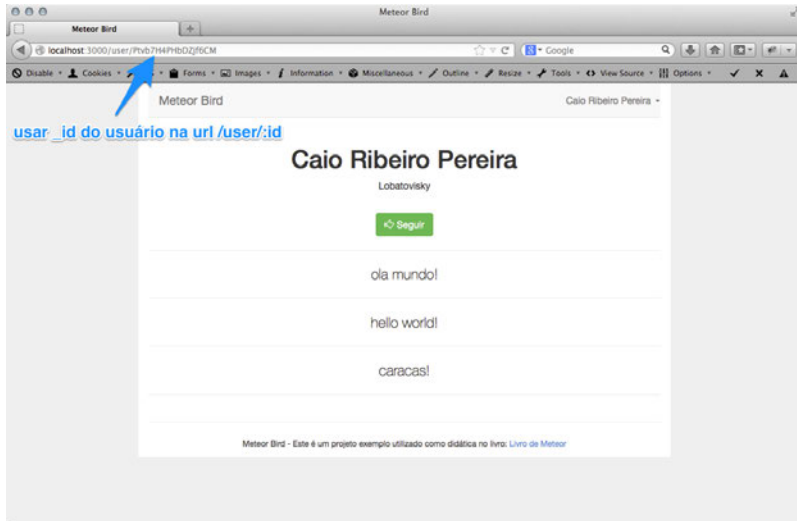 Meteor Bird
Meteor Bird
localhost:3000/user/Ptvb7H4PHbDZJf6CM
Google
Disable Cookies Forms Images Information Miscellaneous Outline Resize Tools View Source Options
Meteor Bird
Caio Ribeiro Pereira
usar _id do usuário na url /user/:id
Caio Ribeiro Pereira
Lobatovisky
Seguir
ola mundo!
hello world!
caracas!
Meteor Bird - Este é um projeto exemplo utilizado como didática no livro: Livro de Meteor